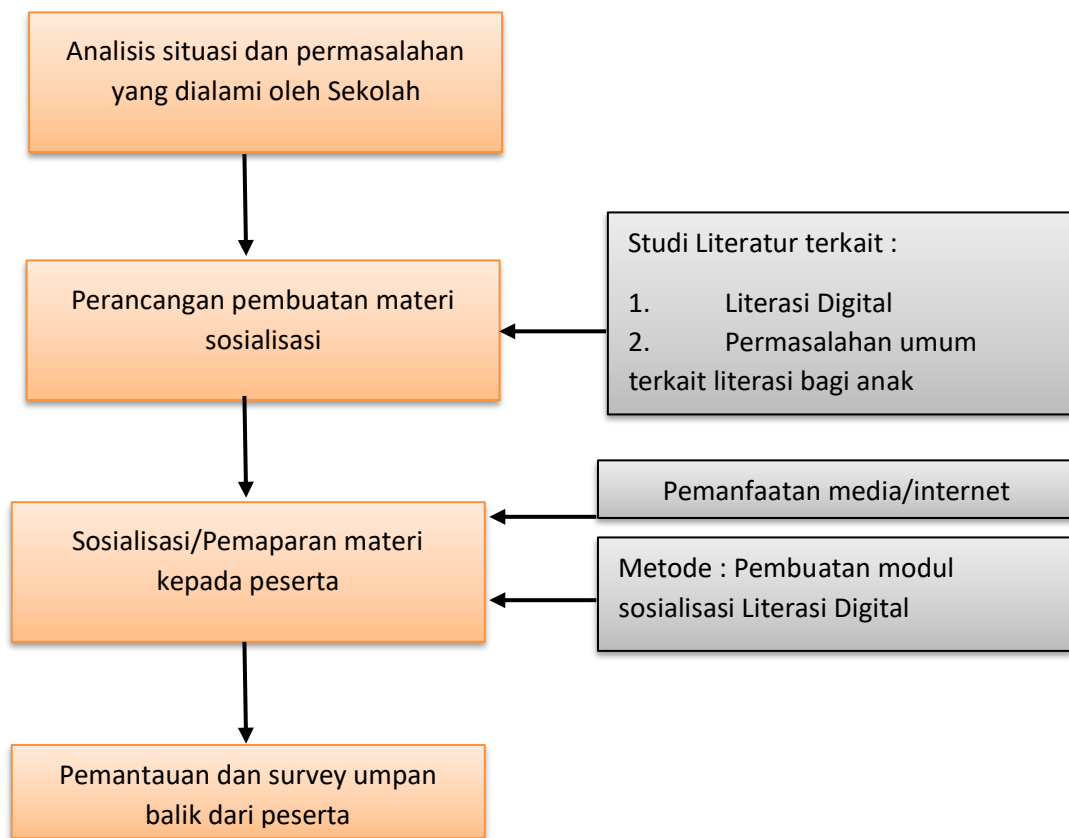 Analisis situasi dan permasalahan
yang dialami oleh Sekolah
Studi Literatur terkait :
1. Literasi Digital
2. Permasalahan umum
terkait literasi bagi anak
Perancangan pembuatan materi
sosialisasi
Pemanfaatan media/internet
Sosialisasi/Pemaparan materi
kepada peserta
Metode : Pembuatan modul
sosialisasi Literasi Digital
Pemantauan dan survey umpan
balik dari peserta